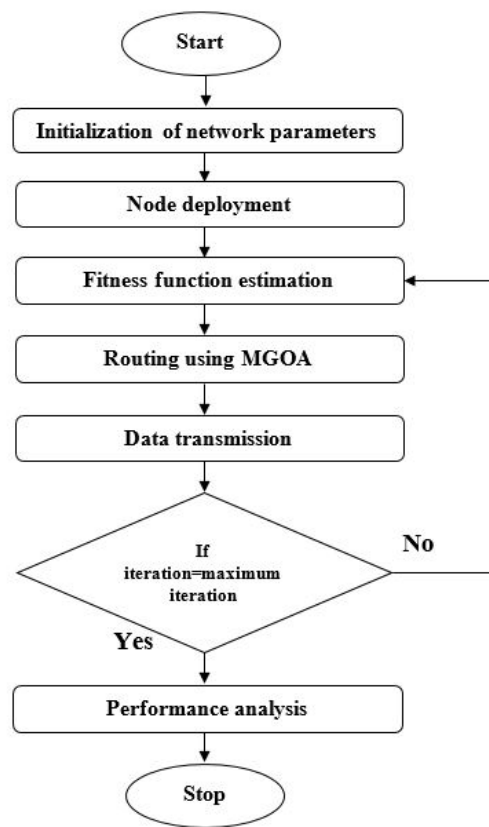 Start
Initialization of network parameters
Node deployment
Fitness function estimation
Routing using MGOA
Data transmission
If
iteration=maximum
iteration
No
Yes
Performance analysis
Stop